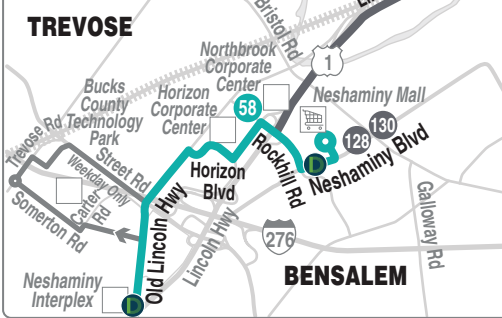 TREVOSE
Bristol Rd
Northbrook
Corporate
Center
1
Bucks
County
Technology
Park
Horizon
Corporate
Center
58
Neshaminy Mall
130
128
Trevose Rd
Street Rd
Weekday Only
Carter
Rd
Somerton Rd
Horizon
Blvd
Rockhill Rd
D
Neshaminy Blvd
Old Lincoln Hwy
Lincoln Hwy
276
Galloway Rd
Neshaminy
Interplex
D
BENSALEM